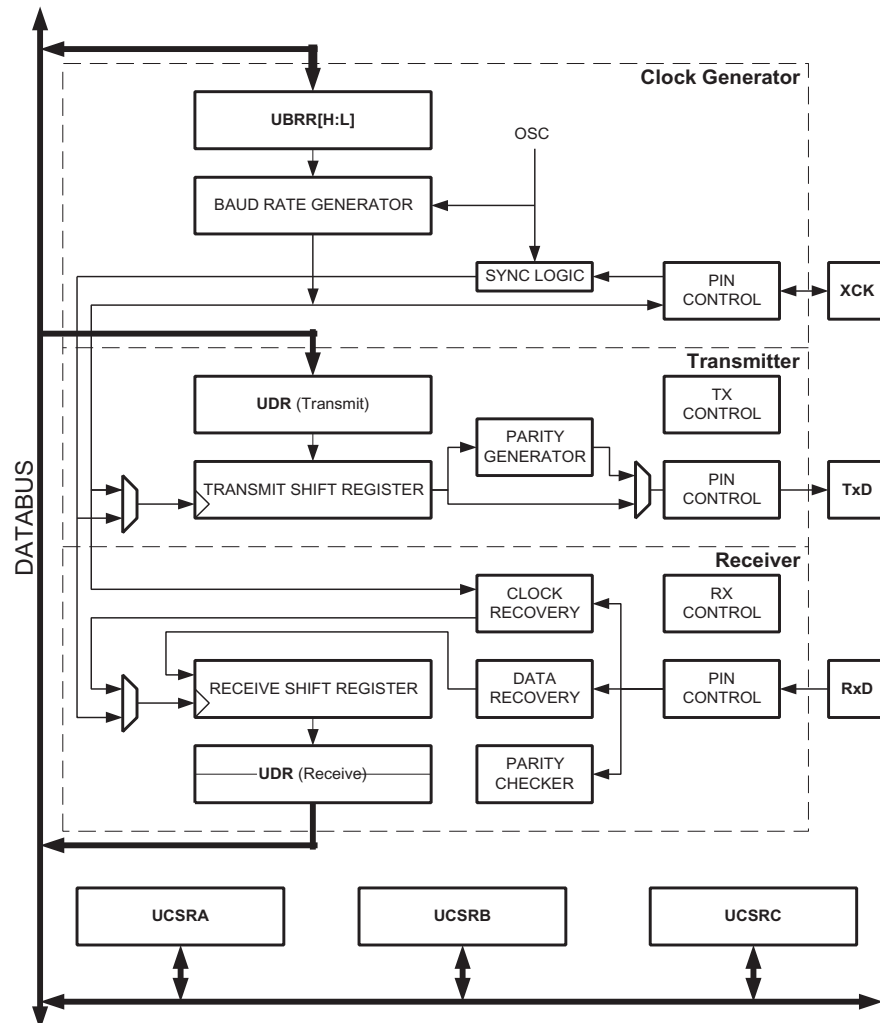 Clock Generator
UBRR[H:L]
OSC
BAUD RATE GENERATOR
SYNC LOGIC
PIN
CONTROL
XCK
Transmitter
UDR (Transmit)
TX
CONTROL
PARITY
GENERATOR
TRANSMIT SHIFT REGISTER
PIN
CONTROL
TxD
DATABUS
Receiver
CLOCK
RECOVERY
RX
CONTROL
RECEIVE SHIFT REGISTER
DATA
RECOVERY
PIN
CONTROL
RxD
UDR (Receive)
PARITY
CHECKER
UCSRA
UCSRB
UCSRC